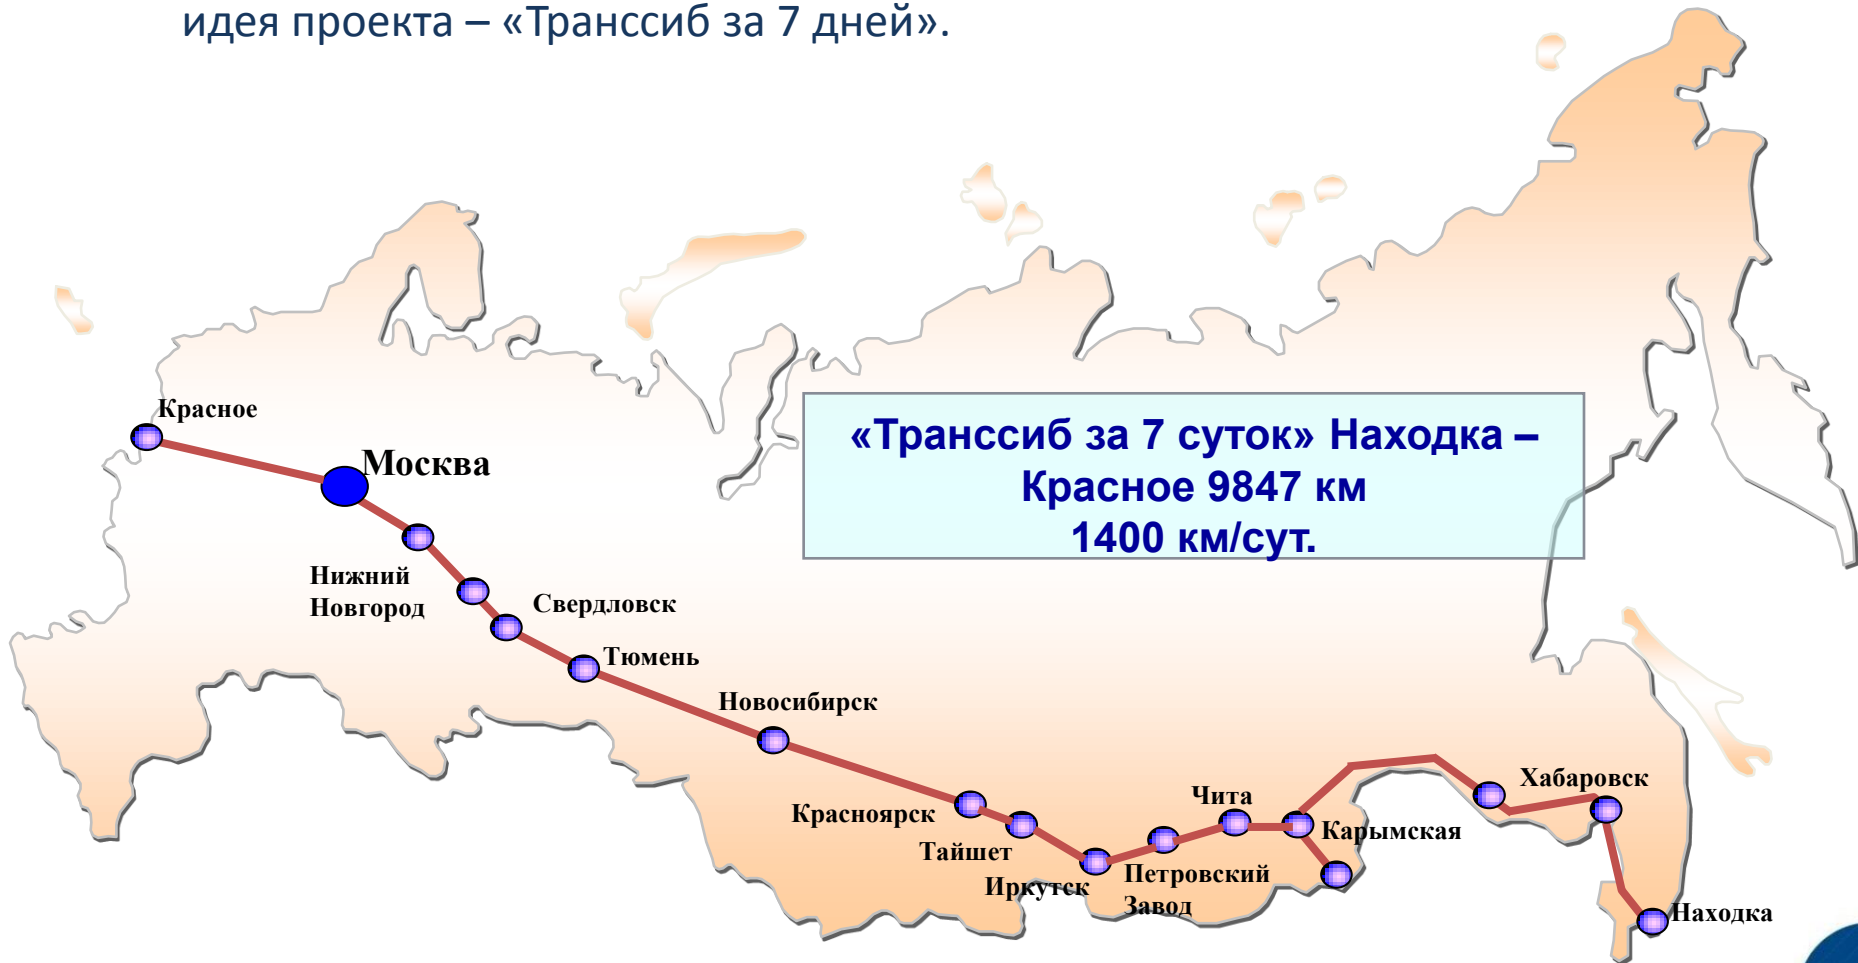 идея проекта – «Транссиб за 7 дней».
Красное
Москва
«Транссиб за 7 суток» Находка –
Красное 9847 км
1400 км/сут.
Нижний
Новгород
Свердловск
Тюмень
Новосибирск
Красноярск
Тайшет
Иркутск
Петровский
Завод
Чита
Карымская
Хабаровск
Находка